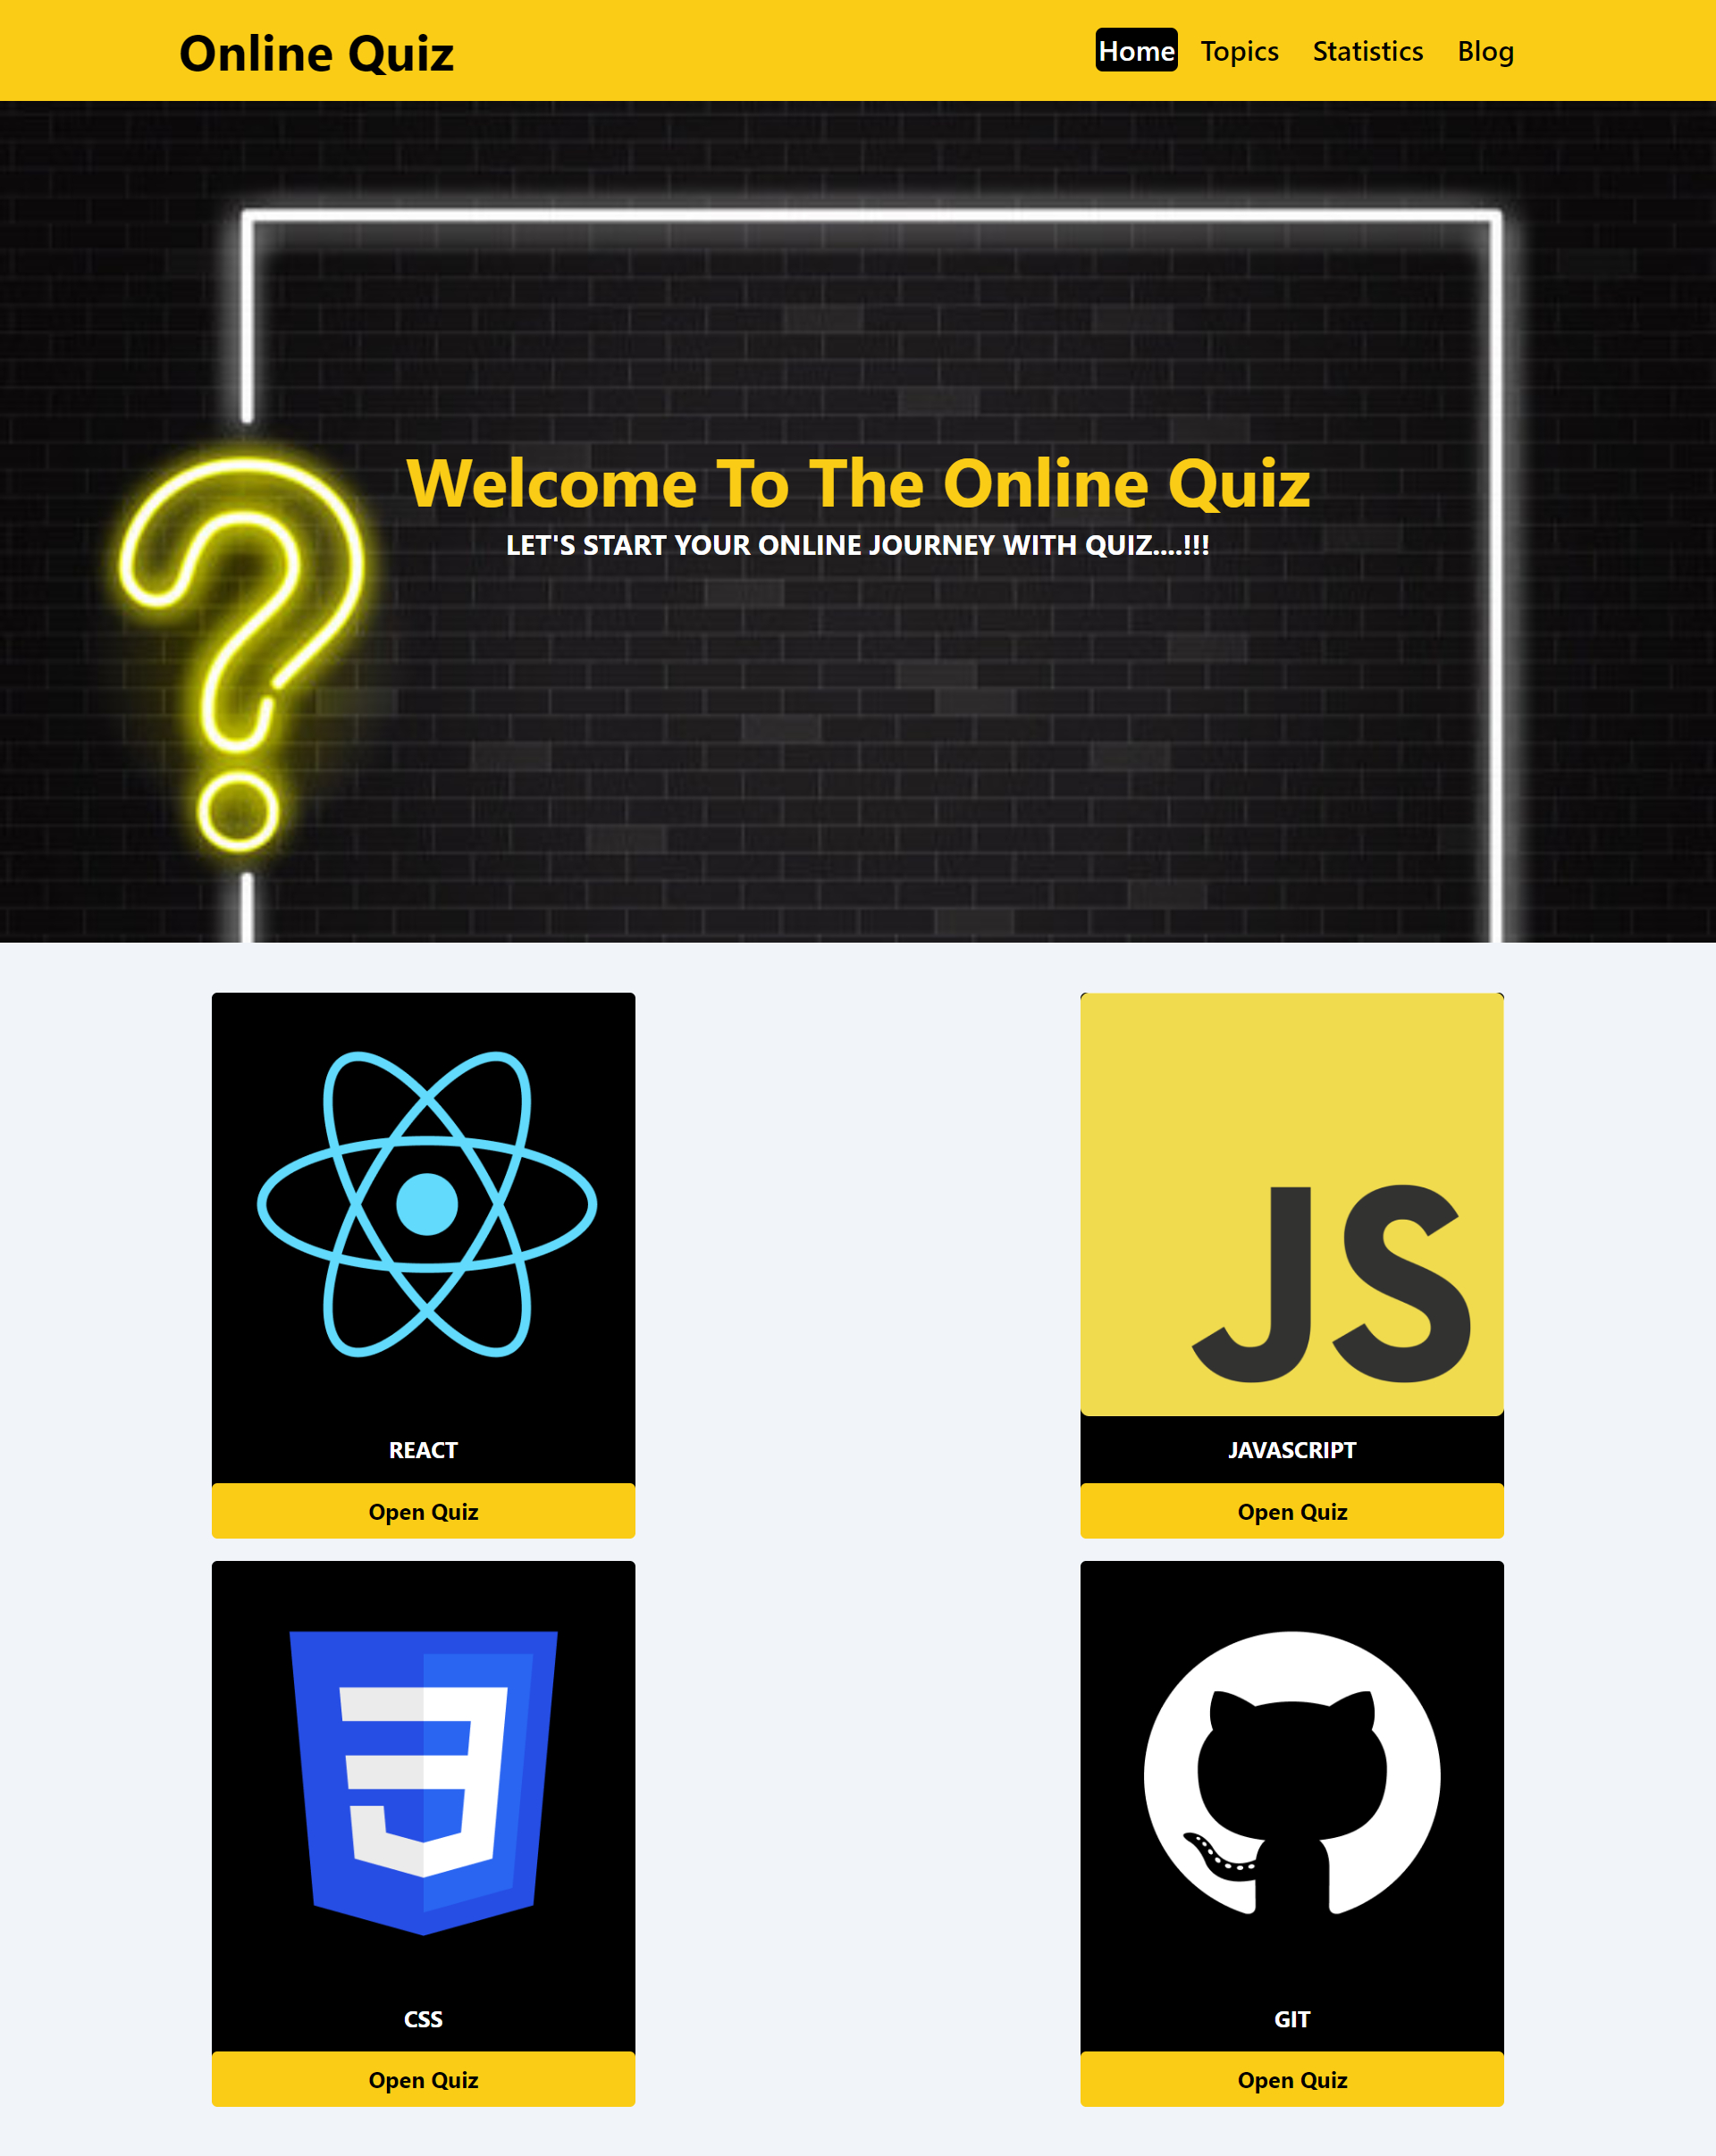 Online Quiz
Home Topics Statistics Blog
Welcome To The Online Quiz
LET'S START YOUR ONLINE JOURNEY WITH QUIZ....!!!
JS
REACT
JAVASCRIPT
Open Quiz
Open Quiz
CSS
GIT
Open Quiz
Open Quiz